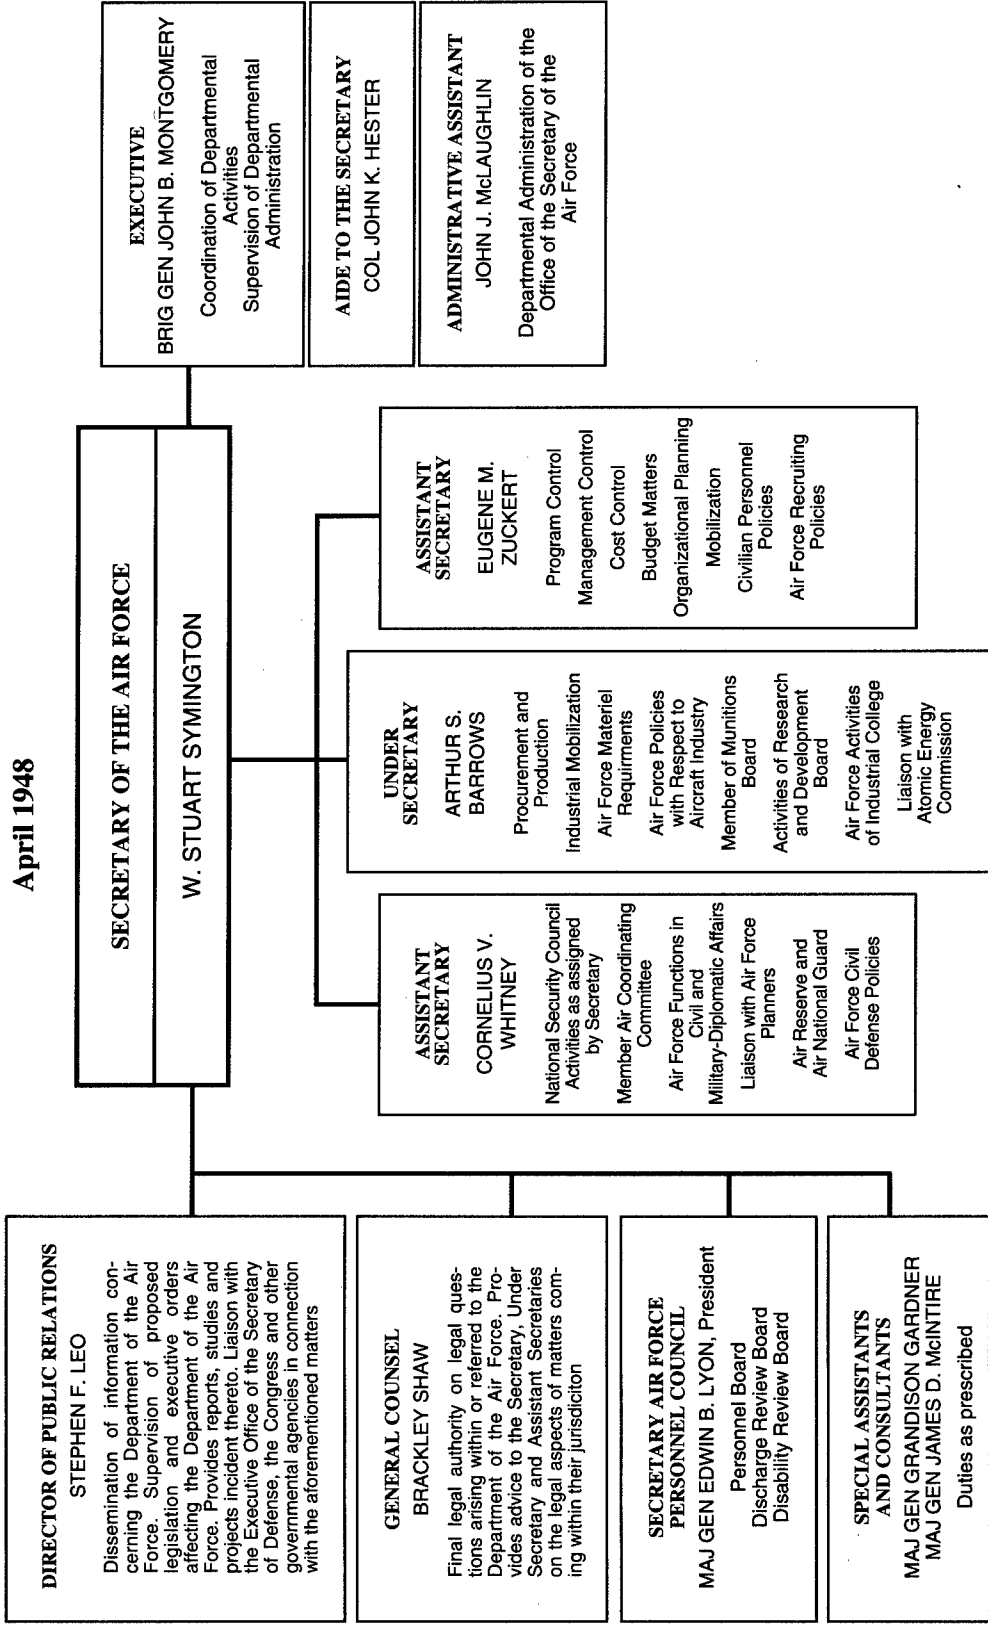 April 1948
SECRETARY OF THE AIR FORCE
W. STUART SYMINGTON
DIRECTOR OF PUBLIC RELATIONS
STEPHEN F. LEO
Dissemination of information con-
cerning the Department of the Air
Force. Supervision of proposed
legislation and executive orders
affecting the Department of the Air
Force. Provides reports, studies and
projects incident thereto. Liaison with
the Executive Office of the Secretary
of Defense, the Congress and other
governmental agencies in connection
with the aforementioned matters
GENERAL COUNSEL
BRACKLEY SHAW
Final legal authority on legal ques-
tions arising within or referred to the
Department of the Air Force. Pro-
vides advice to the Secretary, Under
Secretary and Assistant Secretaries
on the legal aspects of matters com-
ing within their jurisdiciton
SECRETARY AIR FORCE
PERSONNEL COUNCIL
MAJ GEN EDWIN B. LYON, President
Personnel Board
Discharge Review Board
Disability Review Board
SPECIAL ASSISTANTS
AND CONSULTANTS
MAJ GEN GRANDISON GARDNER
MAJ GEN JAMES D. McINTIRE
Duties as prescribed
ASSISTANT
SECRETARY
CORNELIUS V.
WHITNEY
National Security Council
Activities as assigned
by Secretary
Member Air Coordinating
Committee
Air Force Functions in
Civil and
Military-Diplomatic Affairs
Liaison with Air Force
Planners
Air Reserve and
Air National Guard
Air Force Civil
Defense Policies
UNDER
SECRETARY
ARTHUR S.
BARROWS
Procurement and
Production
Industrial Mobilization
Air Force Materiel
Requirments
Air Force Policies
with Respect to
Aircraft Industry
Member of Munitions
Board
Activities of Research
and Development
Board
Air Force Activities
of Industrial College
Liaison with
Atomic Energy
Commission
ASSISTANT
SECRETARY
EUGENE M.
ZUCKERT
Program Control
Management Control
Cost Control
Budget Matters
Organizational Planning
Mobilization
Civilian Personnel
Policies
Air Force Recruiting
Policies
EXECUTIVE
BRIG GEN JOHN B. MONTGOMERY
Coordination of Departmental
Activities
Supervision of Departmental
Administration
AIDE TO THE SECRETARY
COL JOHN K. HESTER
ADMINISTRATIVE ASSISTANT
JOHN J. McLAUGHLIN
Departmental Administration of the
Office of the Secretary of the
Air Force